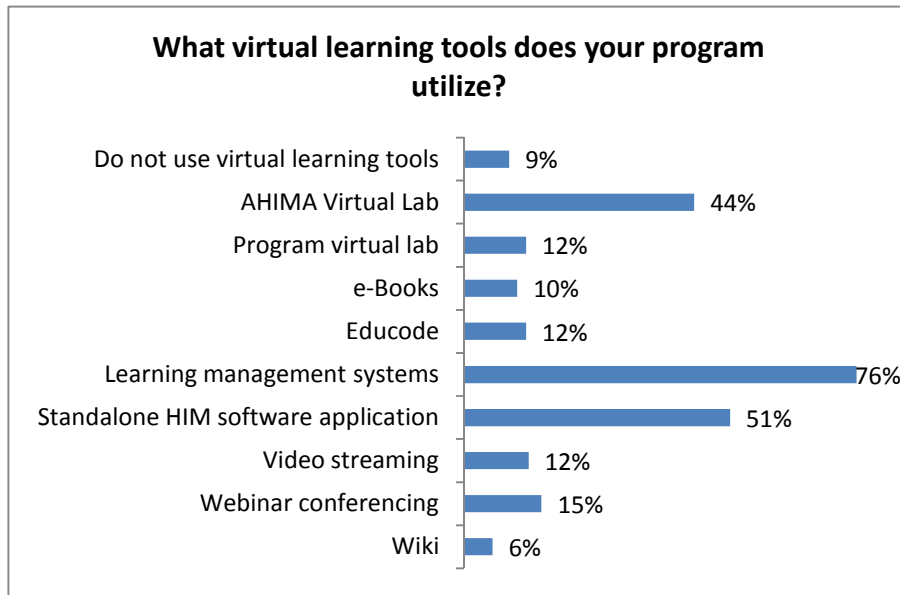 What virtual learning tools does your program
utilize?
Do not use virtual learning tools 9%
AHIMA Virtual Lab 44%
Program virtual lab 12%
e-Books 10%
Educode 12%
Learning management systems 76%
Standalone HIM software application 51%
Video streaming 12%
Webinar conferencing 15%
Wiki 6%